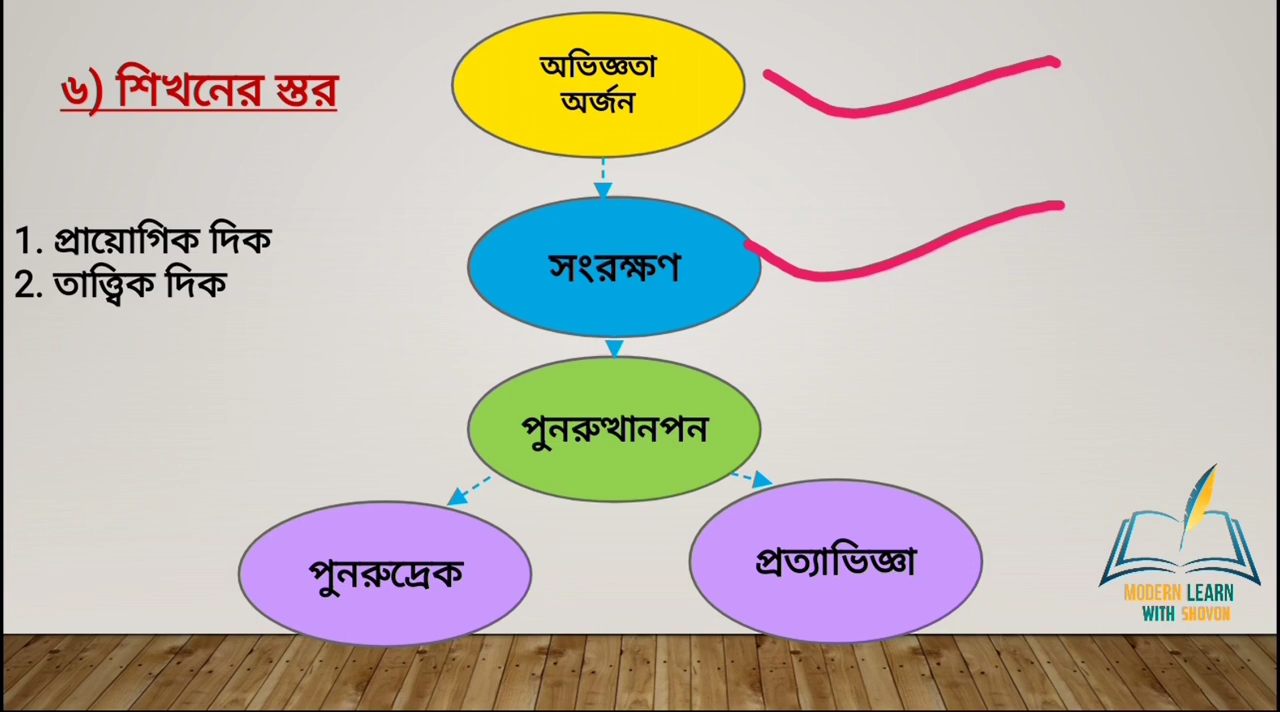 ৬) শিখনের স্তর
1. প্রায়োগিক দিক
2. তাত্ত্বিক দিক
অভিজ্ঞতা
অর্জন
সংরক্ষণ
পুনরুত্থানপন
পুনরুদ্রেক
প্রত্যাভিজ্ঞা
MODERN LEARN
WITH SHOVON